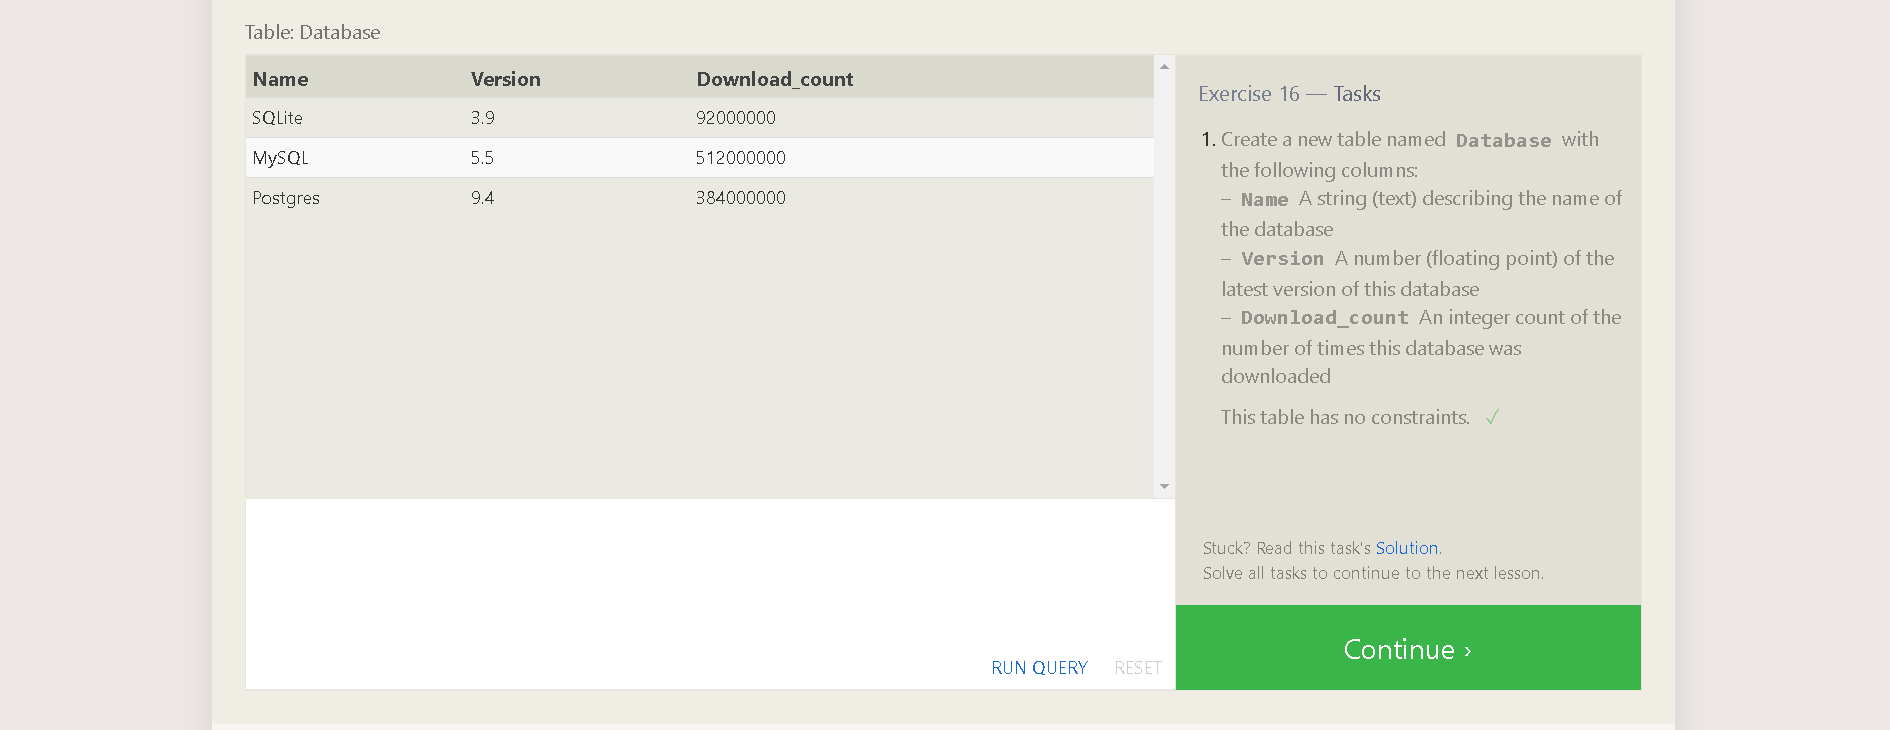 Table: Database
Name Version Download_count
SQLite 3.9 92000000
MySQL 5.5 512000000
Postgres 9.4 384000000
RUN QUERY RESET
Exercise 16 — Tasks
1. Create a new table named Database with
the following columns:
– Name A string (text) describing the name of
the database
– Version A number (floating point) of the
latest version of this database
– Download_count An integer count of the
number of times this database was
downloaded
This table has no constraints. ✓
Stuck? Read this task's Solution.
Solve all tasks to continue to the next lesson.
Continue ›